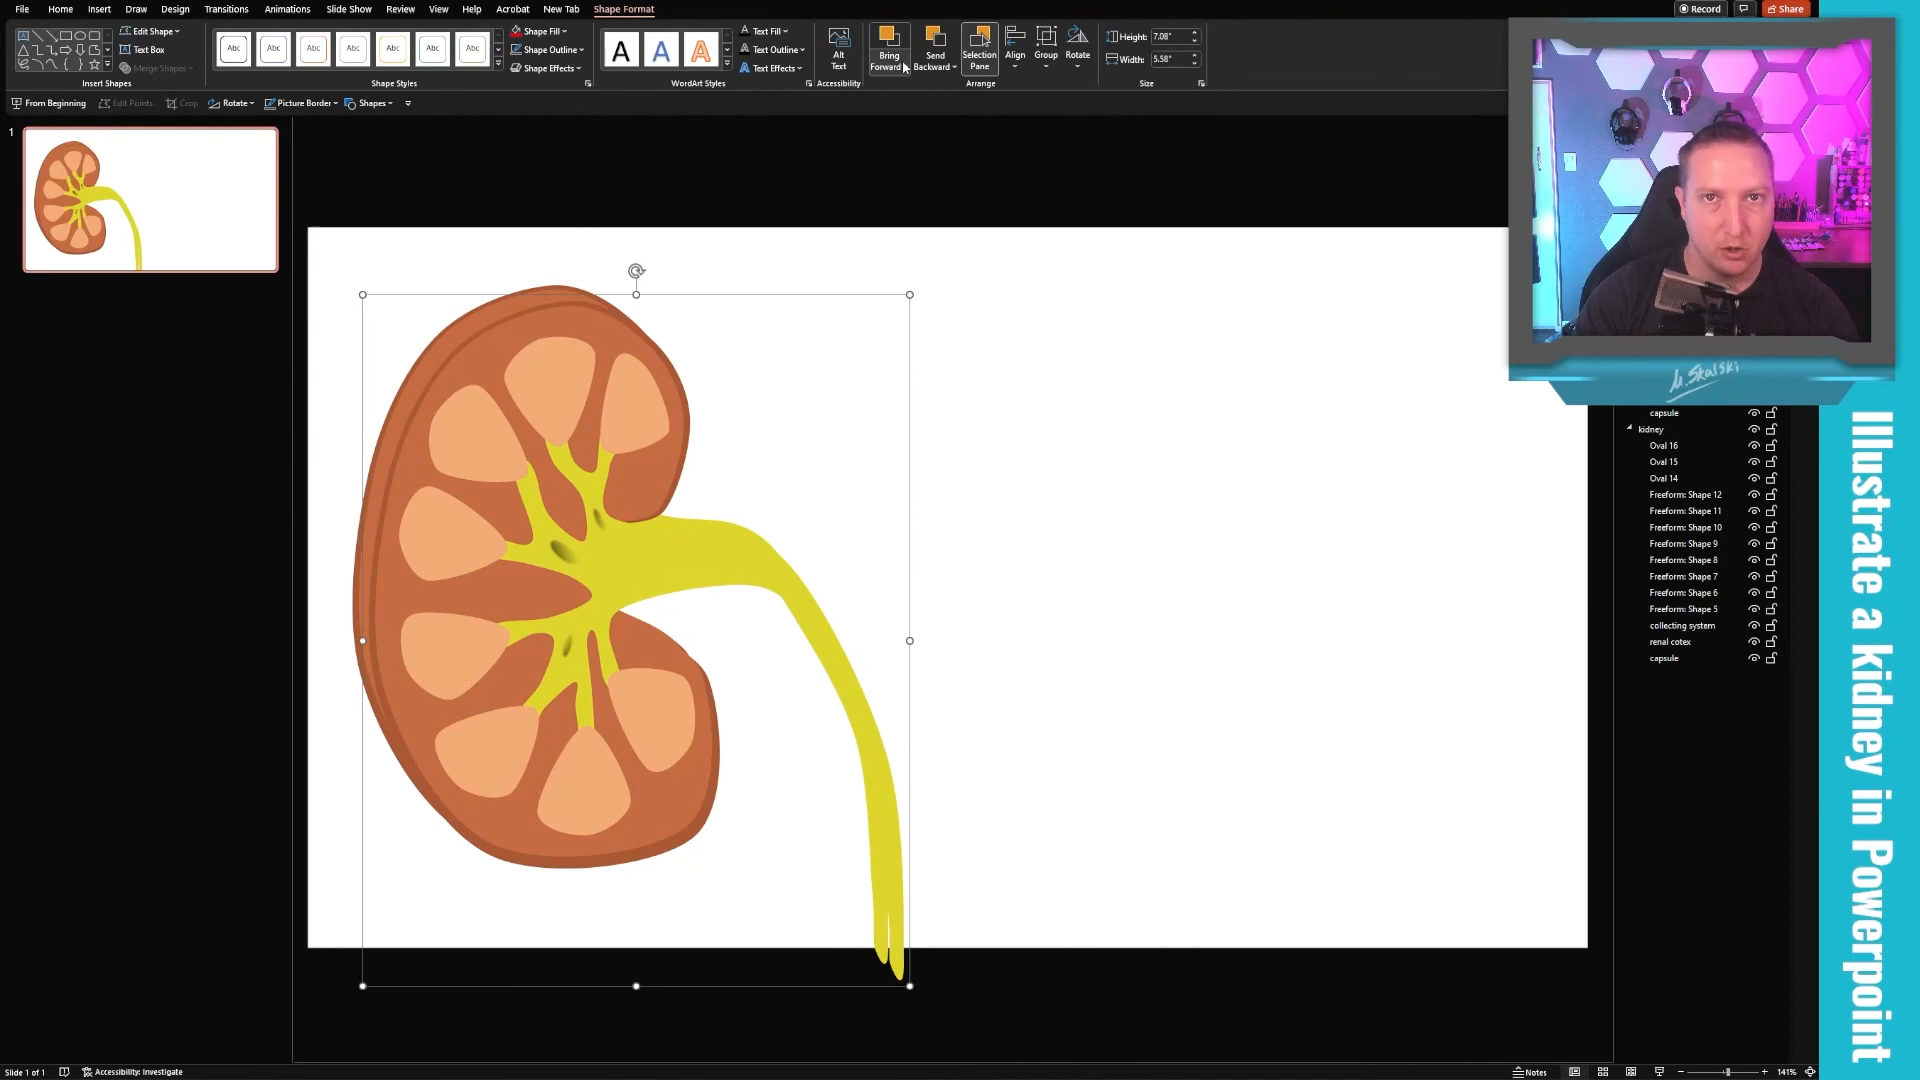 File Home Insert Draw Design Transitions Animations Slide Show Review View Help Acrobat New Tab Shape Format
Record Share
Edit Shape
Text Box
Merge Shapes
Insert Shapes
Abc Abc Abc Abc Abc Abc Abc
Shape Fill
Shape Outline
Shape Effects
Shape Styles
A A A
Text Fill
Text Outline
Text Effects
WordArt Styles
Alt Text
Accessibility
Bring Forward
Send Backward
Selection Pane
Align
Group
Rotate
Arrange
Height: 7.08"
Width: 5.58"
Size
From Beginning Edit Points Crop Rotate Picture Border Shapes
1
M. Skalski
capsule
kidney
Oval 16
Oval 15
Oval 14
Freeform: Shape 12
Freeform: Shape 11
Freeform: Shape 10
Freeform: Shape 9
Freeform: Shape 8
Freeform: Shape 7
Freeform: Shape 6
Freeform: Shape 5
collecting system
renal cotex
capsule
Illustrate a kidney in Powerpoint
Slide 1 of 1 Accessibility: Investigate
Notes 141%